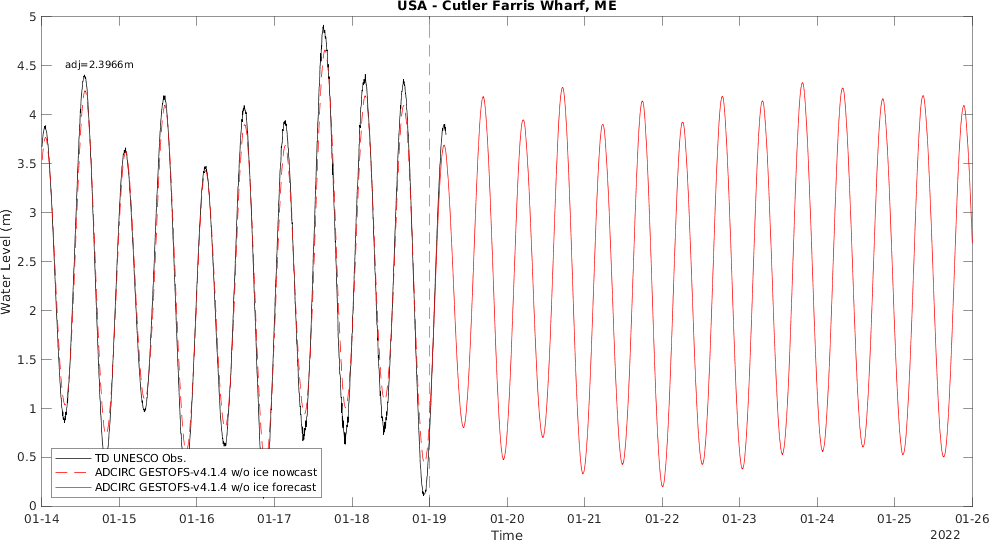 USA - Cutler Farris Wharf, ME
5
4.5
4
3.5
3
2.5
2
1.5
1
0.5
0
Water Level (m)
adj=2.3966m
TD UNESCO Obs.
ADCIRC GESTOFS-v4.1.4 w/o ice nowcast
ADCIRC GESTOFS-v4.1.4 w/o ice forecast
01-14 01-15 01-16 01-17 01-18 01-19 01-20 01-21 01-22 01-23 01-24 01-25 01-26
Time
2022